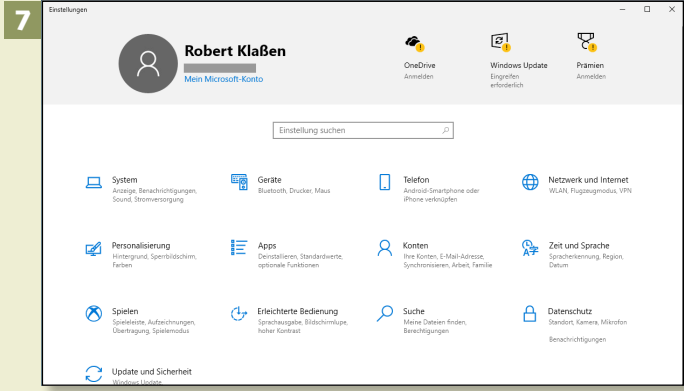 7
Einstellungen
Robert Klaßen
Mein Microsoft-Konto
OneDrive
Anmelden
Windows Update
Eingreifen
erforderlich
Prämien
Anmelden
Einstellung suchen
System
Anzeige, Benachrichtigungen,
Sound, Stromversorgung
Geräte
Bluetooth, Drucker, Maus
Telefon
Android-Smartphone oder
iPhone verknüpfen
Netzwerk und Internet
WLAN, Flugzeugmodus, VPN
Personalisierung
Hintergrund, Sperrbildschirm,
Farben
Apps
Deinstallieren, Standardwerte,
optionale Funktionen
Konten
Ihre Konten, E-Mail-Adresse,
Synchronisieren, Arbeit, Familie
Zeit und Sprache
Spracherkennung, Region,
Datum
Spielen
Spieleleiste, Aufzeichnungen,
Übertragung, Spielemodus
Erleichterte Bedienung
Sprachausgabe, Bildschirmlupe,
hoher Kontrast
Suche
Meine Dateien finden,
Berechtigungen
Datenschutz
Standort, Kamera, Mikrofon
Benachrichtigungen
Update und Sicherheit
Windows Update